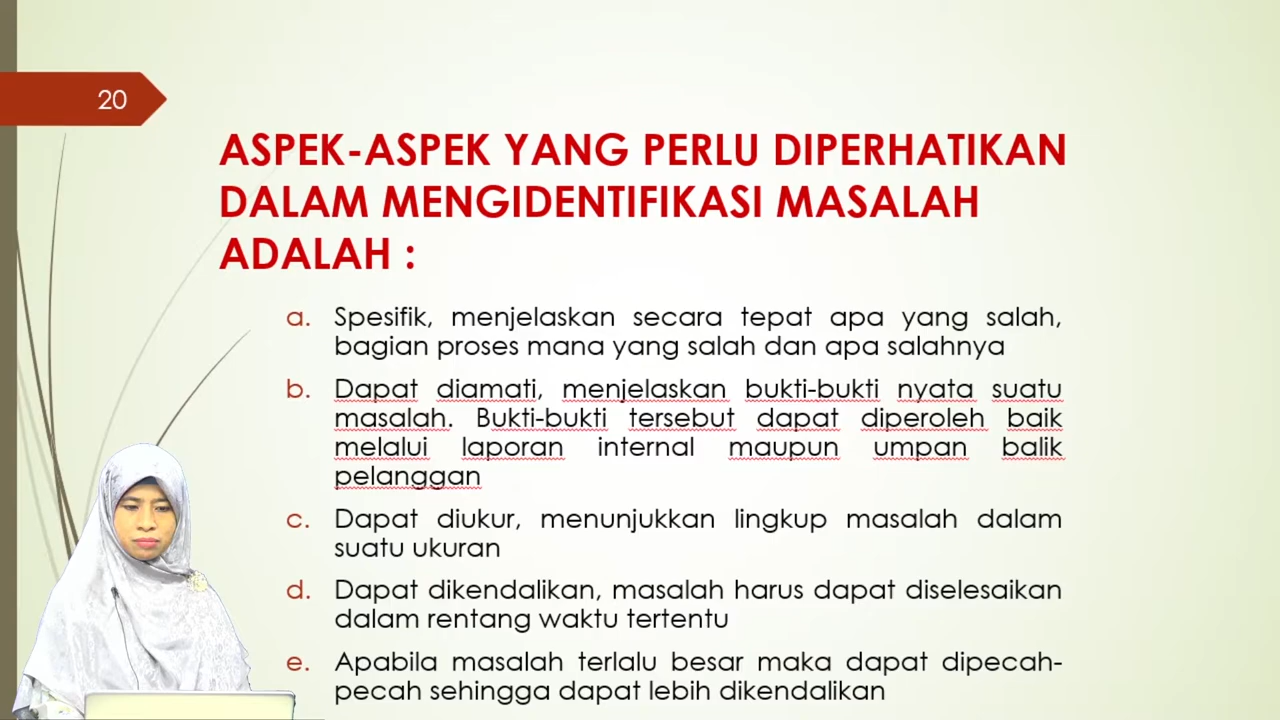 20
ASPEK-ASPEK YANG PERLU DIPERHATIKAN
DALAM MENGIDENTIFIKASI MASALAH
ADALAH :
a. Spesifik, menjelaskan secara tepat apa yang salah,
bagian proses mana yang salah dan apa salahnya
b. Dapat diamati, menjelaskan bukti-bukti nyata suatu
masalah. Bukti-bukti tersebut dapat diperoleh baik
melalui laporan internal maupun umpan balik
pelanggan
c. Dapat diukur, menunjukkan lingkup masalah dalam
suatu ukuran
d. Dapat dikendalikan, masalah harus dapat diselesaikan
dalam rentang waktu tertentu
e. Apabila masalah terlalu besar maka dapat dipecah-
pecah sehingga dapat lebih dikendalikan